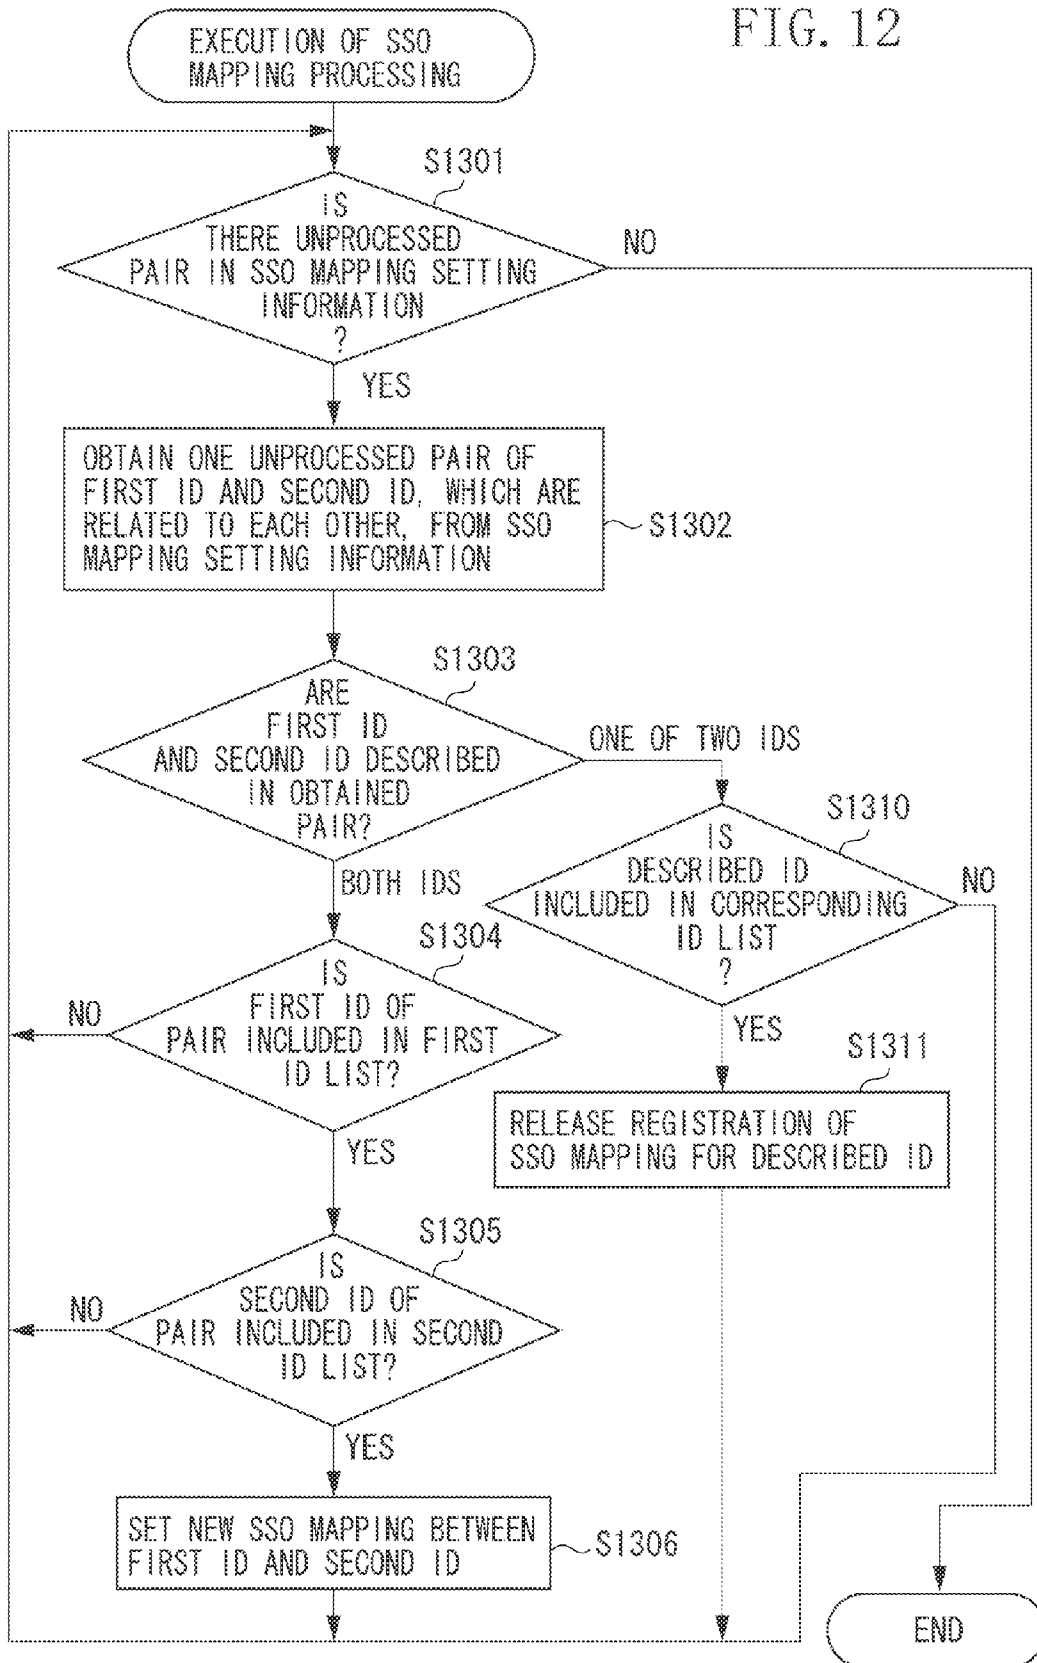 FIG. 12
EXECUTION OF SSO
MAPPING PROCESSING
S1301
IS
THERE UNPROCESSED
PAIR IN SSO MAPPING SETTING
INFORMATION
?
NO
YES
OBTAIN ONE UNPROCESSED PAIR OF
FIRST ID AND SECOND ID, WHICH ARE
RELATED TO EACH OTHER, FROM SSO
MAPPING SETTING INFORMATION
S1302
S1303
ARE
FIRST ID
AND SECOND ID DESCRIBED
IN OBTAINED
PAIR?
ONE OF TWO IDS
BOTH IDS
S1310
IS
DESCRIBED ID
INCLUDED IN CORRESPONDING
ID LIST
?
NO
YES
S1304
IS
FIRST ID OF
PAIR INCLUDED IN FIRST
ID LIST?
NO
YES
S1311
RELEASE REGISTRATION OF
SSO MAPPING FOR DESCRIBED ID
S1305
IS
SECOND ID OF
PAIR INCLUDED IN SECOND
ID LIST?
NO
YES
SET NEW SSO MAPPING BETWEEN
FIRST ID AND SECOND ID
S1306
END